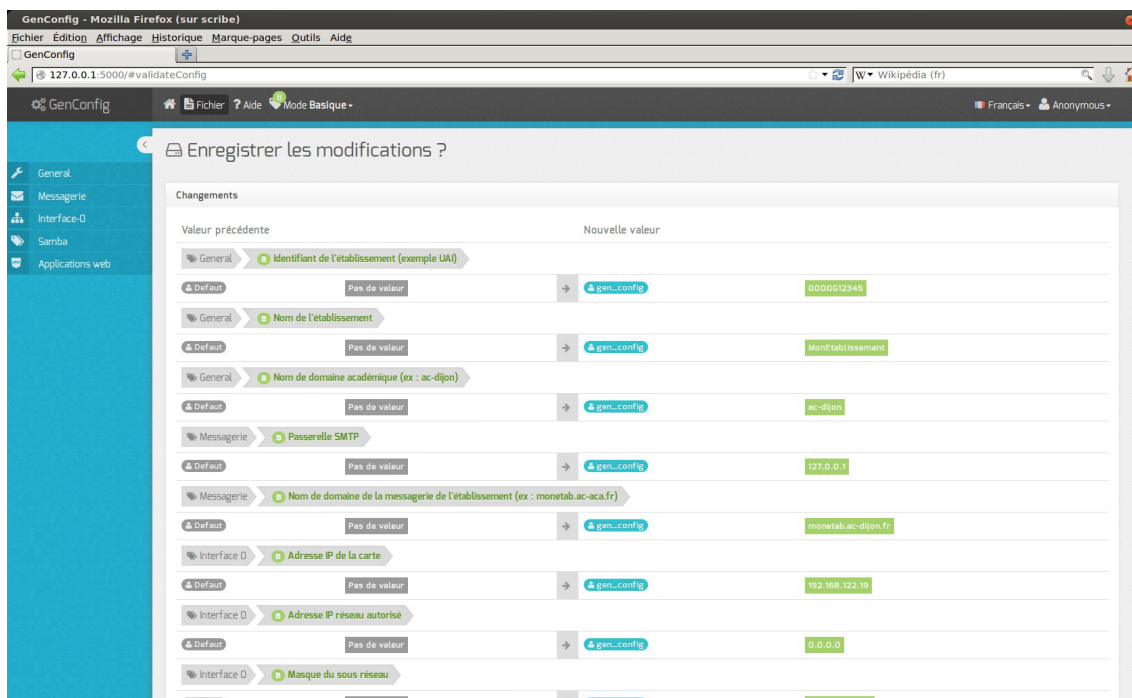 GenConfig - Mozilla Firefox (sur scribe)
Fichier Édition Affichage Historique Marque-pages Outils Aide
GenConfig
127.0.0.1:5000/#validateConfig W Wikipédia (fr)
GenConfig Fichier ? Aide B Mode Basique Français Anonymous
Enregistrer les modifications ?
General
Messagerie
Interface-0
Samba
Applications web
Changements
Valeur précédente Nouvelle valeur
General B Identifiant de l'établissement (exemple UAI)
Defaut Pas de valeur → gen_config 0000G12345
General B Nom de l'établissement
Defaut Pas de valeur → gen_config MonEtablissement
General B Nom de domaine académique (ex : ac-dijon)
Defaut Pas de valeur → gen_config ac-dijon
Messagerie B Passerelle SMTP
Defaut Pas de valeur → gen_config 127.0.0.1
Messagerie B Nom de domaine de la messagerie de l'établissement (ex : monetab.ac-aca.fr)
Defaut Pas de valeur → gen_config monetab.ac-dijon.fr
Interface 0 B Adresse IP de la carte
Defaut Pas de valeur → gen_config 192.168.122.19
Interface 0 B Adresse IP réseau autorisé
Defaut Pas de valeur → gen_config 0.0.0.0
Interface 0 B Masque du sous réseau